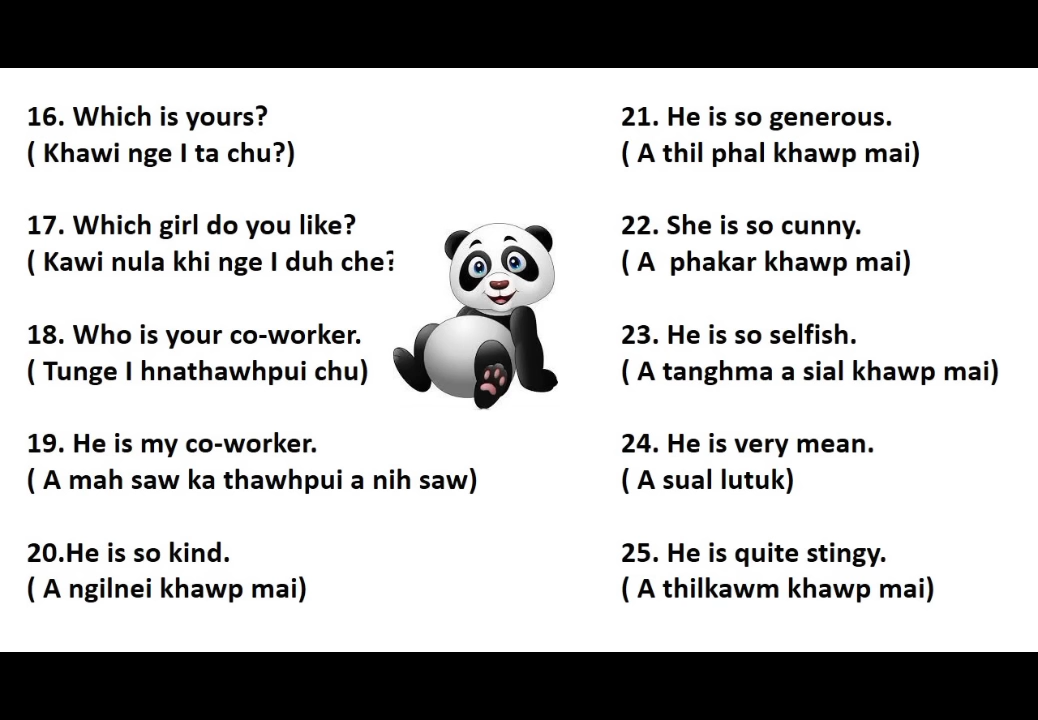 16. Which is yours?
( Khawi nge I ta chu?)
17. Which girl do you like?
( Kawi nula khi nge I duh che?
18. Who is your co-worker.
( Tunge I hnathawhpui chu)
19. He is my co-worker.
( A mah saw ka thawhpui a nih saw)
20.He is so kind.
( A ngilnei khawp mai)
21. He is so generous.
( A thil phal khawp mai)
22. She is so cunny.
( A  phakar khawp mai)
23. He is so selfish.
( A tanghma a sial khawp mai)
24. He is very mean.
( A sual lutuk)
25. He is quite stingy.
( A thilkawm khawp mai)